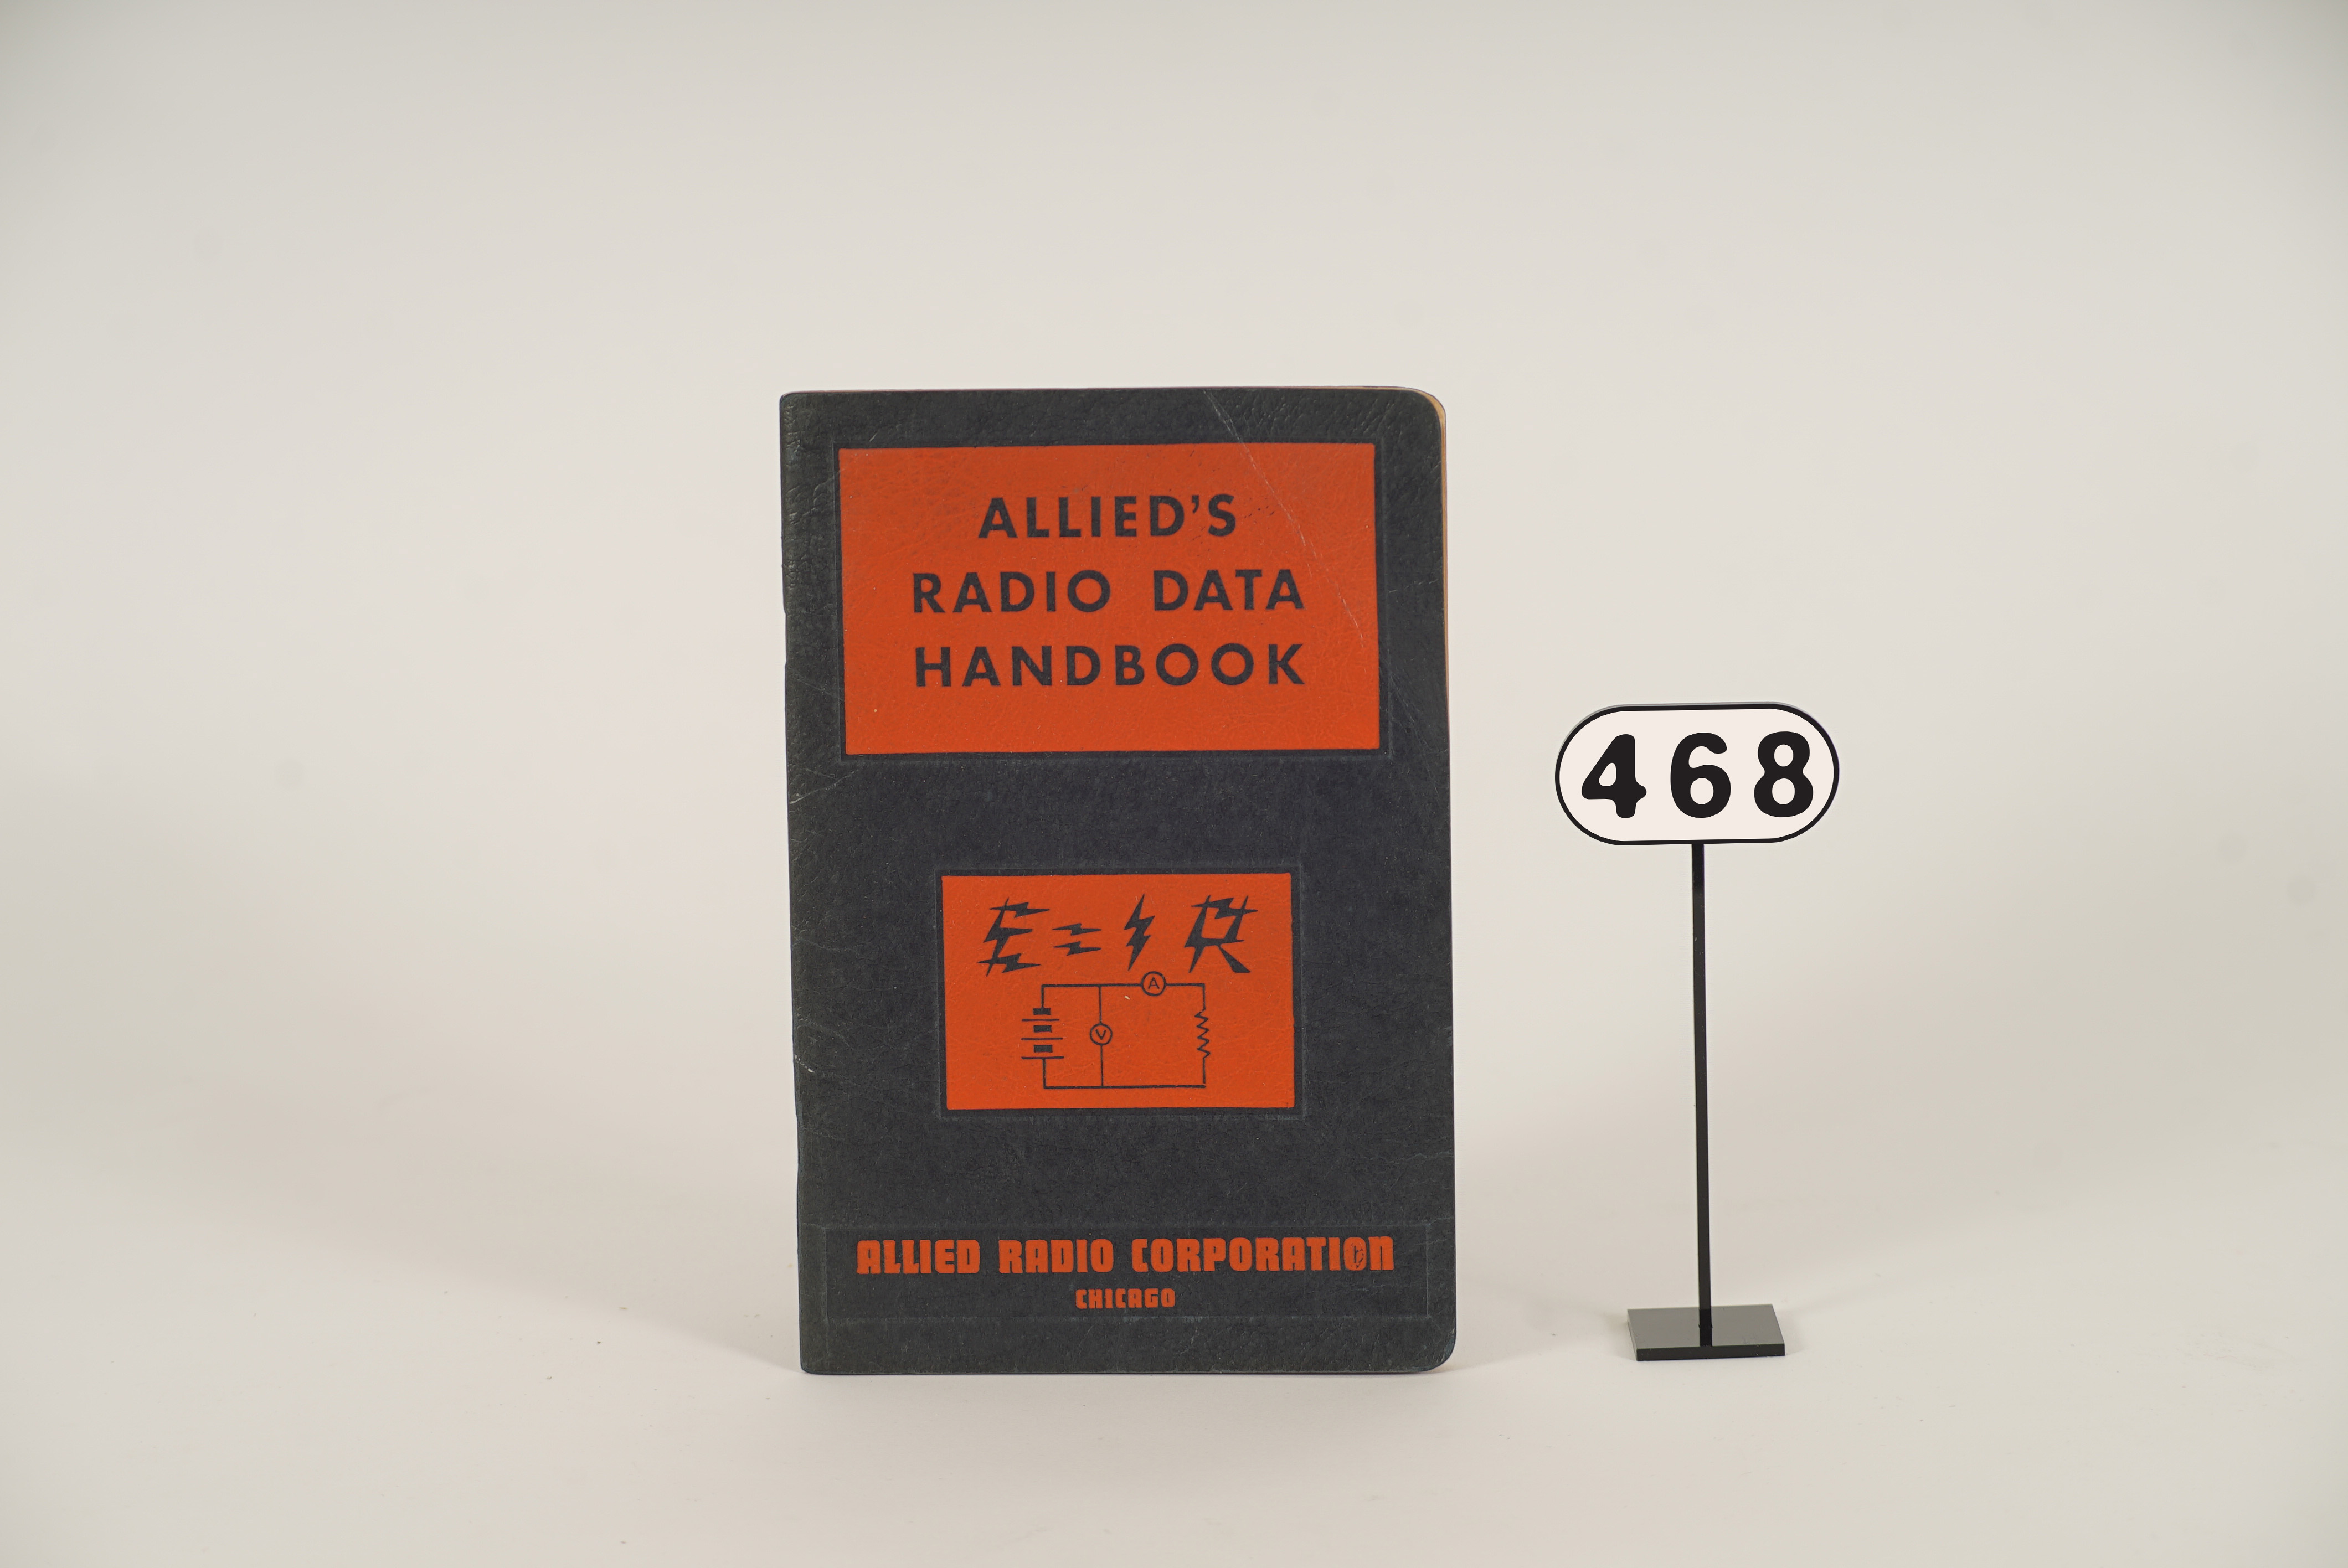 ALLIED'S
RADIO DATA
HANDBOOK
E=IR
A
V
ALLIED RADIO CORPORATION
CHICAGO
468